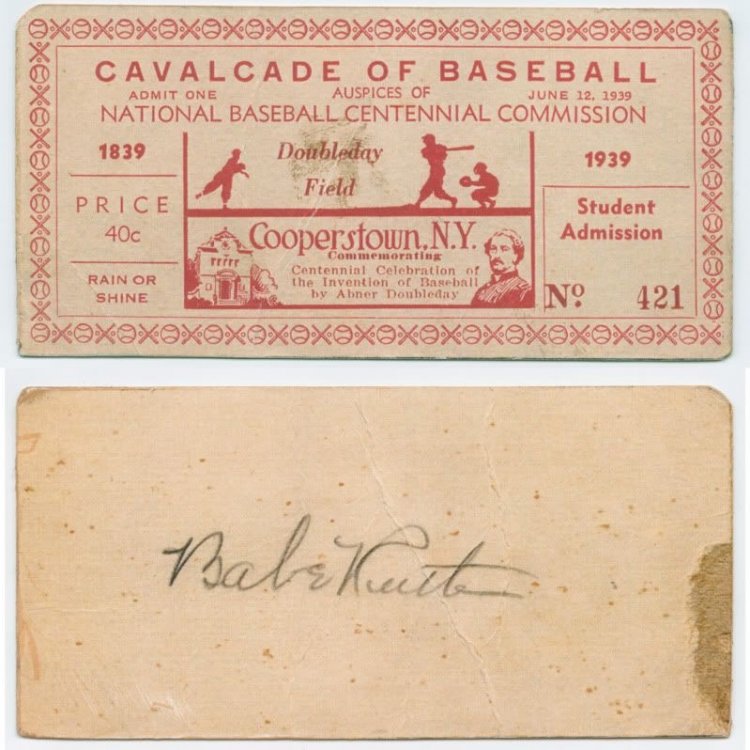 CAVALCADE OF BASEBALL
ADMIT ONE AUSPICES OF JUNE 12, 1939
NATIONAL BASEBALL CENTENNIAL COMMISSION
1839
PRICE
40c
RAIN OR
SHINE
Doubleday
Field
Cooperstown, N.Y.
Commemorating
Centennial Celebration of
the Invention of Baseball
by Abner Doubleday
1939
Student
Admission
Nº 421
Babe Ruth